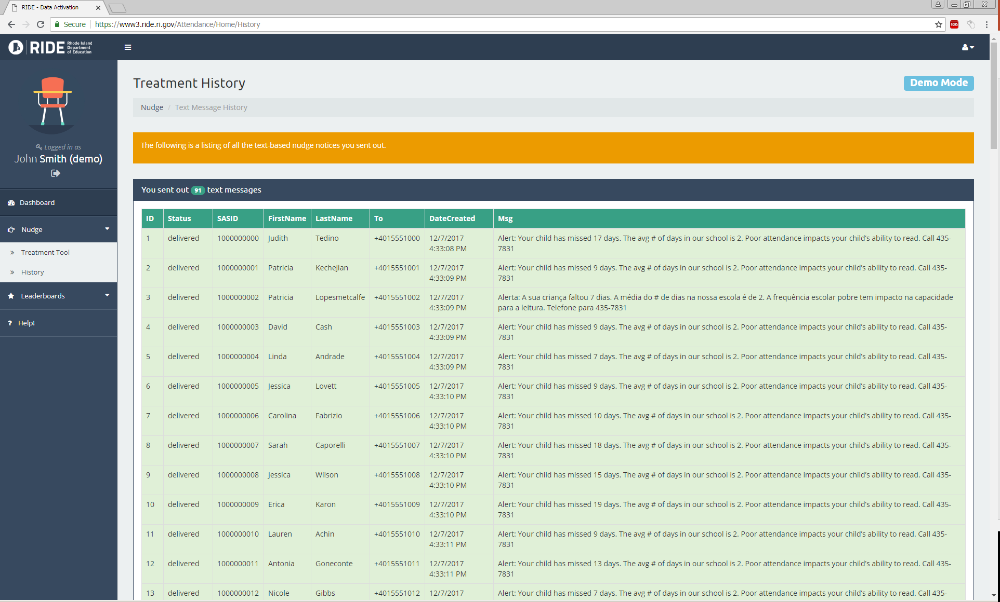 RIDE - Data Activation
Secure https://www3.ride.ri.gov/Attendance/Home/History
CORS
RIDE Rhode Island
Department
of Education
Treatment History
Demo Mode
Nudge / Text Message History
The following is a listing of all the text-based nudge notices you sent out.
Logged in as
John Smith (demo)
Dashboard
Nudge
Treatment Tool
History
Leaderboards
? Help!
You sent out 91 text messages
ID Status SASID FirstName LastName To DateCreated Msg
1 delivered 1000000000 Judith Tedino +4015551000 12/7/2017 Alert: Your child has missed 17 days. The avg # of days in our school is 2. Poor attendance impacts your child’s ability to read. Call 435-
4:33:08 PM 7831
2 delivered 1000000001 Patricia Kechejian +4015551001 12/7/2017 Alert: Your child has missed 9 days. The avg # of days in our school is 2. Poor attendance impacts your child’s ability to read. Call 435-
4:33:09 PM 7831
3 delivered 1000000002 Patricia Lopesmetcalfe +4015551002 12/7/2017 Alerta: A sua criança faltou 7 dias. A média do # de dias na nossa escola é de 2. A frequência escolar pobre tem impacto na capacidade
4:33:09 PM para a leitura. Telefone para 435-7831
4 delivered 1000000003 David Cash +4015551003 12/7/2017 Alert: Your child has missed 9 days. The avg # of days in our school is 2. Poor attendance impacts your child’s ability to read. Call 435-
4:33:09 PM 7831
5 delivered 1000000004 Linda Andrade +4015551004 12/7/2017 Alert: Your child has missed 7 days. The avg # of days in our school is 2. Poor attendance impacts your child’s ability to read. Call 435-
4:33:09 PM 7831
6 delivered 1000000005 Jessica Lovett +4015551005 12/7/2017 Alert: Your child has missed 9 days. The avg # of days in our school is 2. Poor attendance impacts your child’s ability to read. Call 435-
4:33:10 PM 7831
7 delivered 1000000006 Carolina Fabrizio +4015551006 12/7/2017 Alert: Your child has missed 10 days. The avg # of days in our school is 2. Poor attendance impacts your child’s ability to read. Call 435-
4:33:10 PM 7831
8 delivered 1000000007 Sarah Caporelli +4015551007 12/7/2017 Alert: Your child has missed 18 days. The avg # of days in our school is 2. Poor attendance impacts your child’s ability to read. Call 435-
4:33:10 PM 7831
9 delivered 1000000008 Jessica Wilson +4015551008 12/7/2017 Alert: Your child has missed 15 days. The avg # of days in our school is 2. Poor attendance impacts your child’s ability to read. Call 435-
4:33:10 PM 7831
10 delivered 1000000009 Erica Karon +4015551009 12/7/2017 Alert: Your child has missed 19 days. The avg # of days in our school is 2. Poor attendance impacts your child’s ability to read. Call 435-
4:33:10 PM 7831
11 delivered 1000000010 Lauren Achin +4015551010 12/7/2017 Alert: Your child has missed 9 days. The avg # of days in our school is 2. Poor attendance impacts your child’s ability to read. Call 435-
4:33:11 PM 7831
12 delivered 1000000011 Antonia Goneconte +4015551011 12/7/2017 Alert: Your child has missed 13 days. The avg # of days in our school is 2. Poor attendance impacts your child’s ability to read. Call 435-
4:33:11 PM 7831
13 delivered 1000000012 Nicole Gibbs +4015551012 12/7/2017 Alert: Your child has missed 7 days. The avg # of days in our school is 2. Poor attendance impacts your child’s ability to read. Call 435-